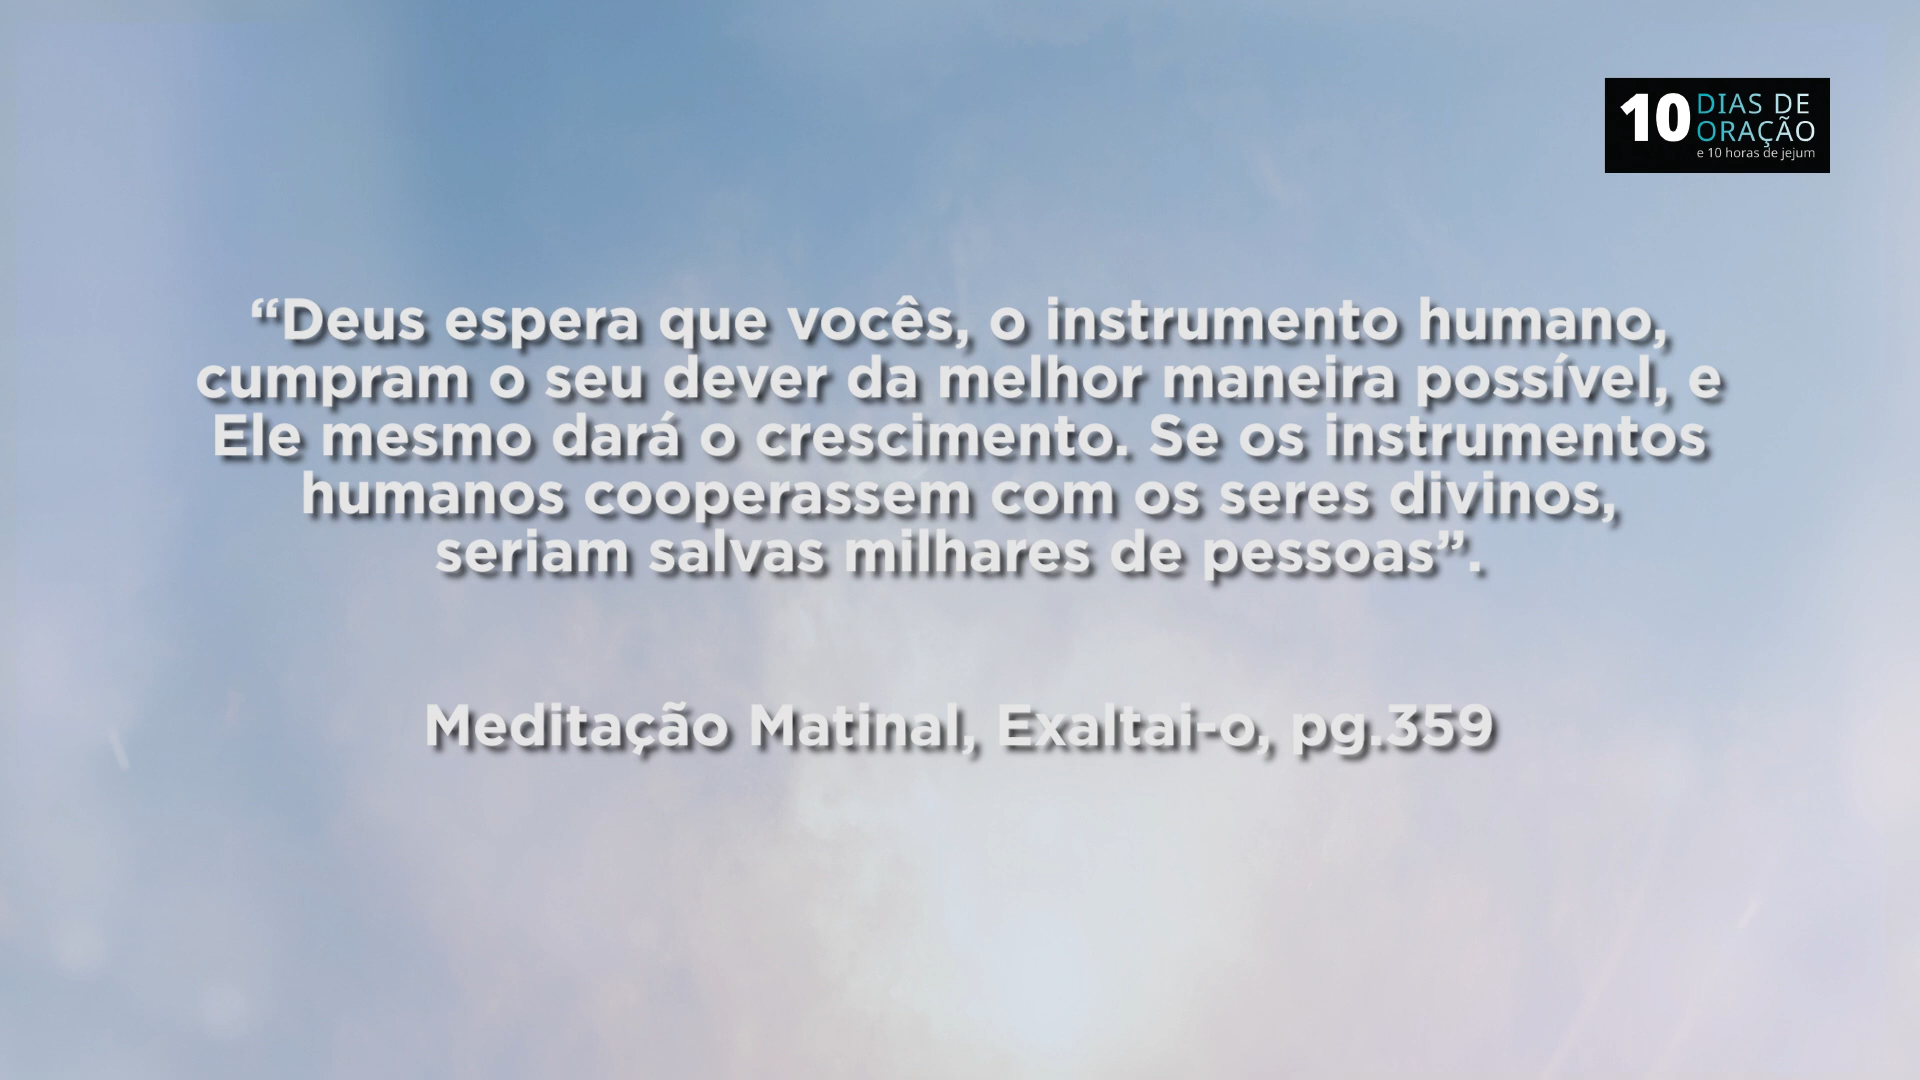 10 DIAS DE
ORAÇÃO
e 10 horas de jejum
“Deus espera que vocês, o instrumento humano,
cumpram o seu dever da melhor maneira possível, e
Ele mesmo dará o crescimento. Se os instrumentos
humanos cooperassem com os seres divinos,
seriam salvas milhares de pessoas”.
Meditação Matinal, Exaltai-o, pg.359